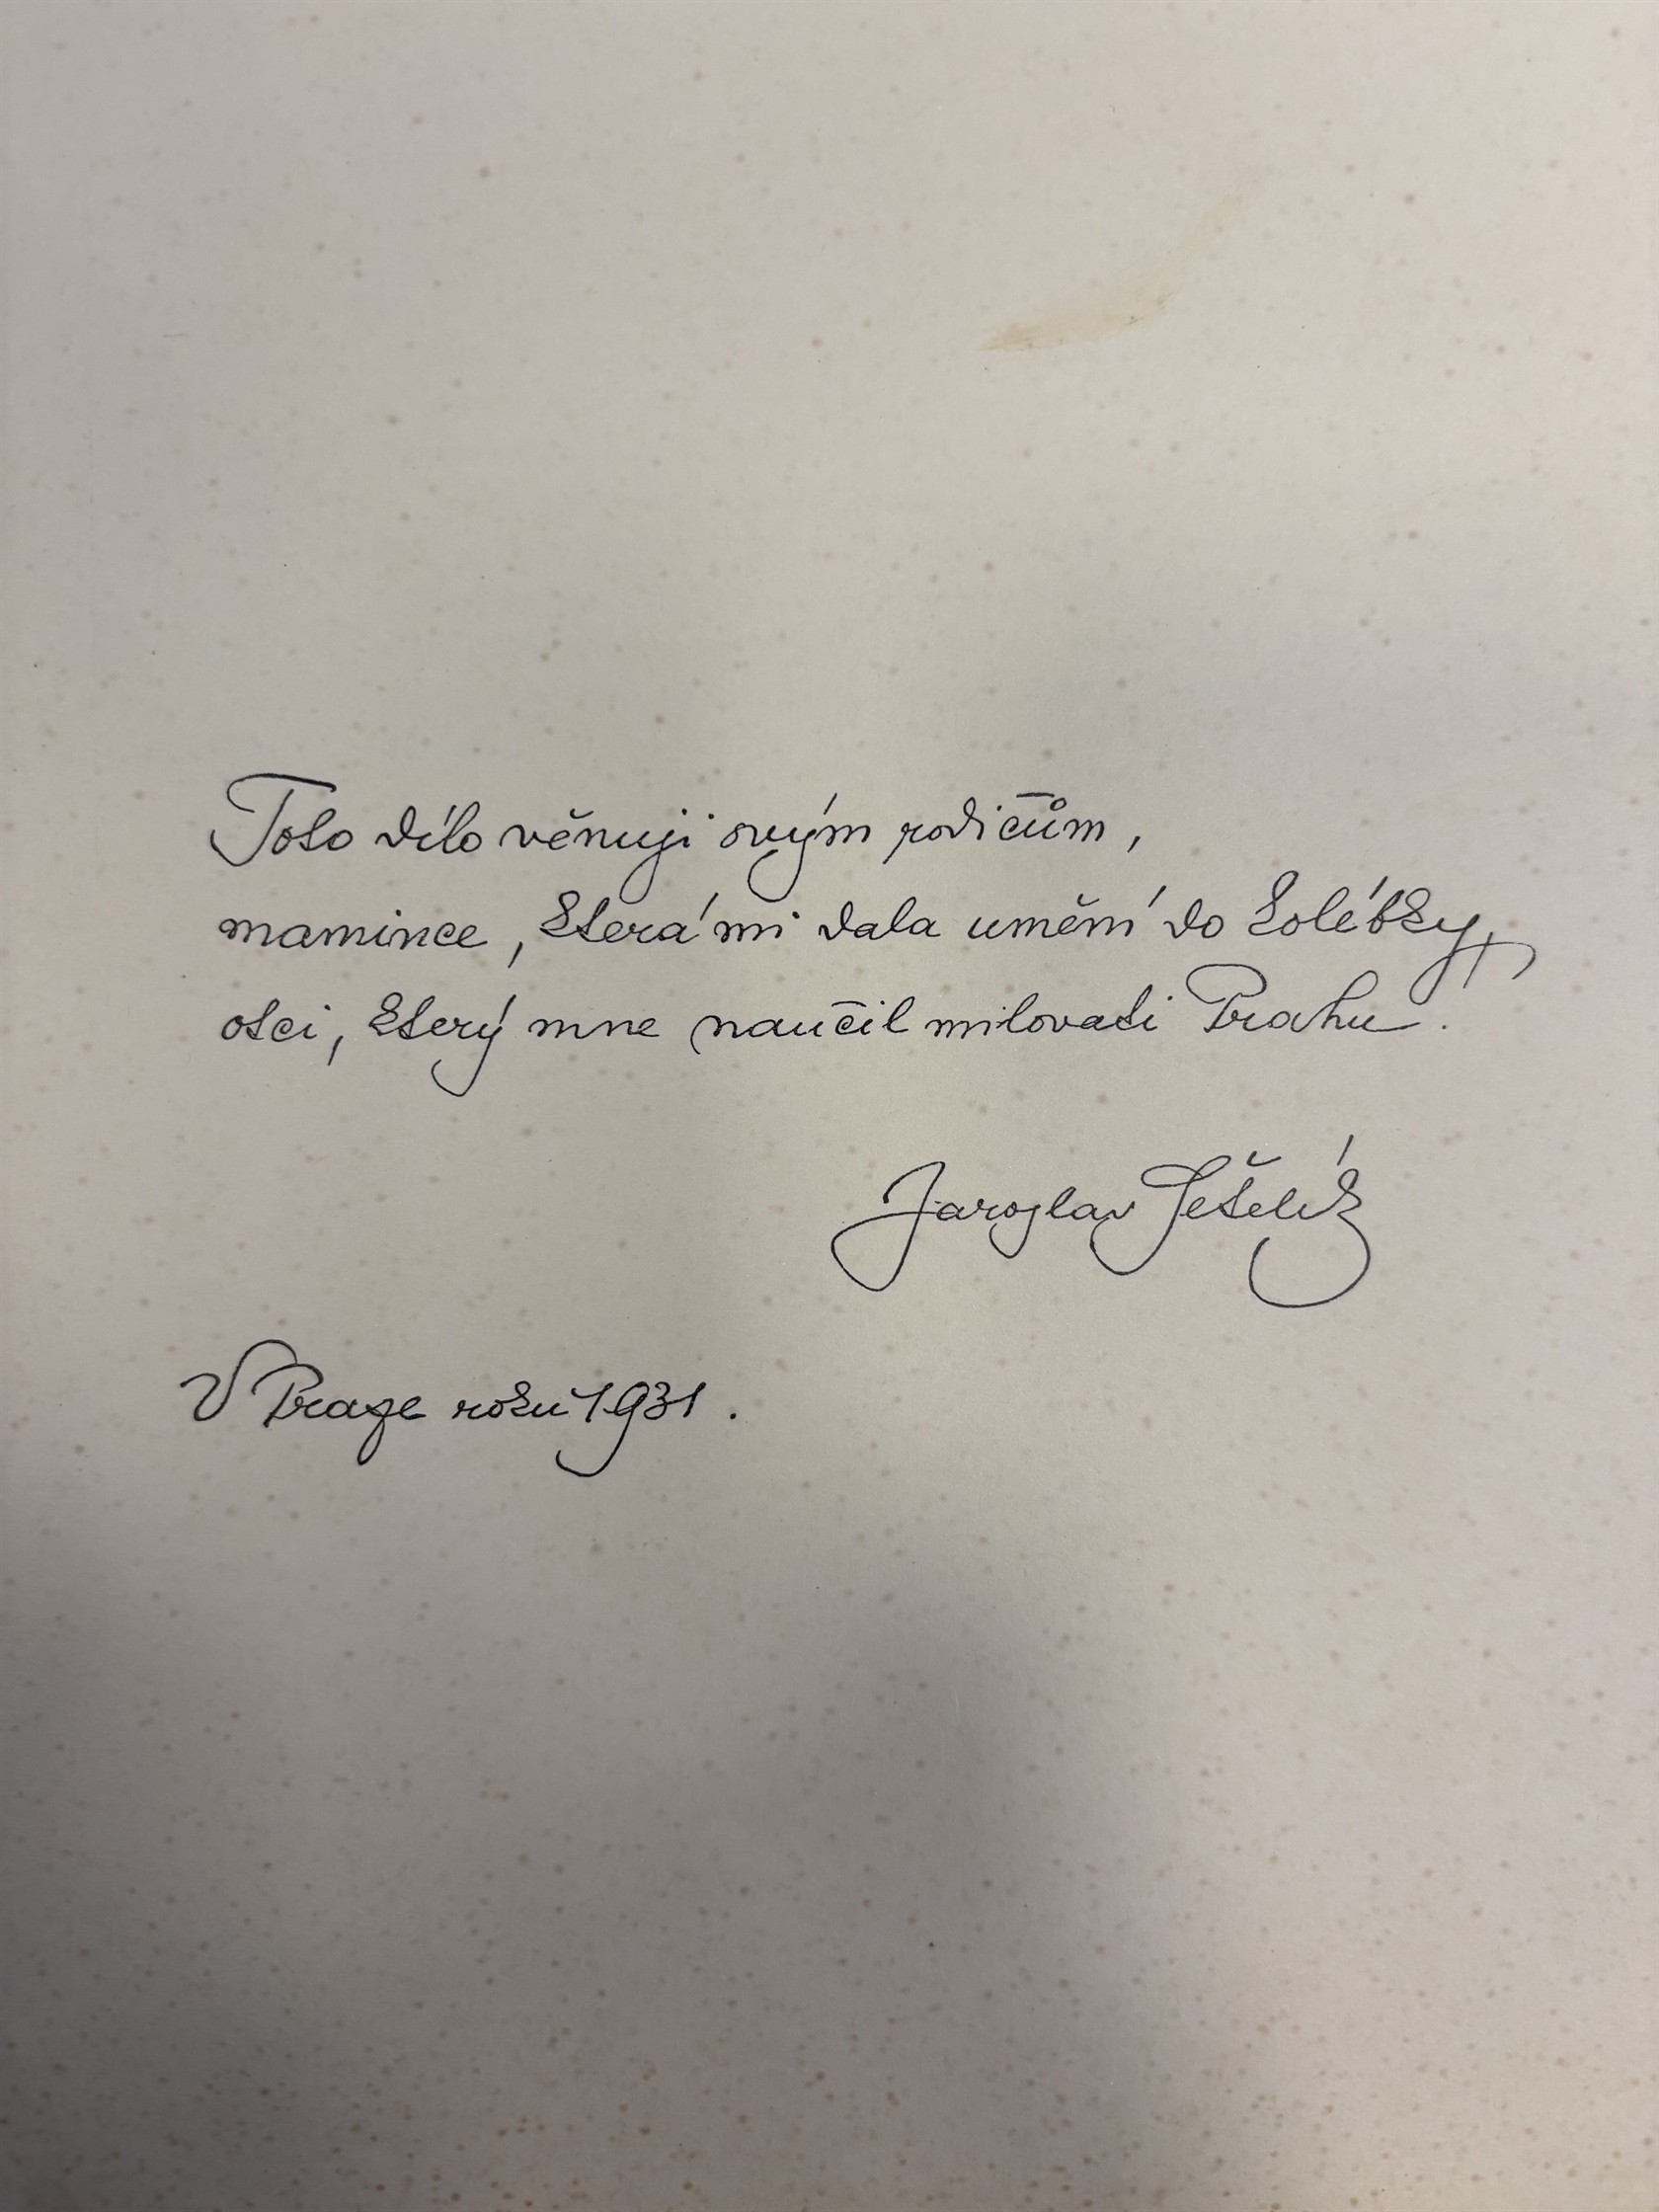 Toto dílo věnuji svým rodičům,
mamince, která mi dala umění do kolébky,
otci, který mne naučil milovati Prahu.
Jaroslav Šešelík
V Praze roku 1931.